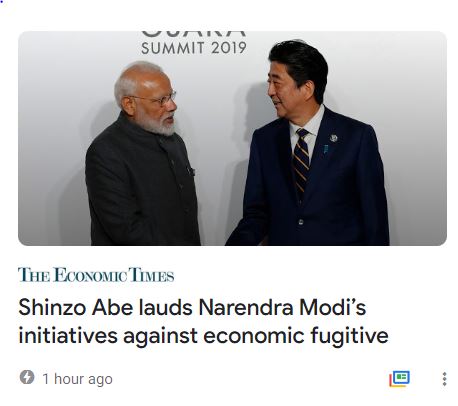 OSAKA
SUMMIT 2019
THE ECONOMIC TIMES
Shinzo Abe lauds Narendra Modi's
initiatives against economic fugitive
1 hour ago